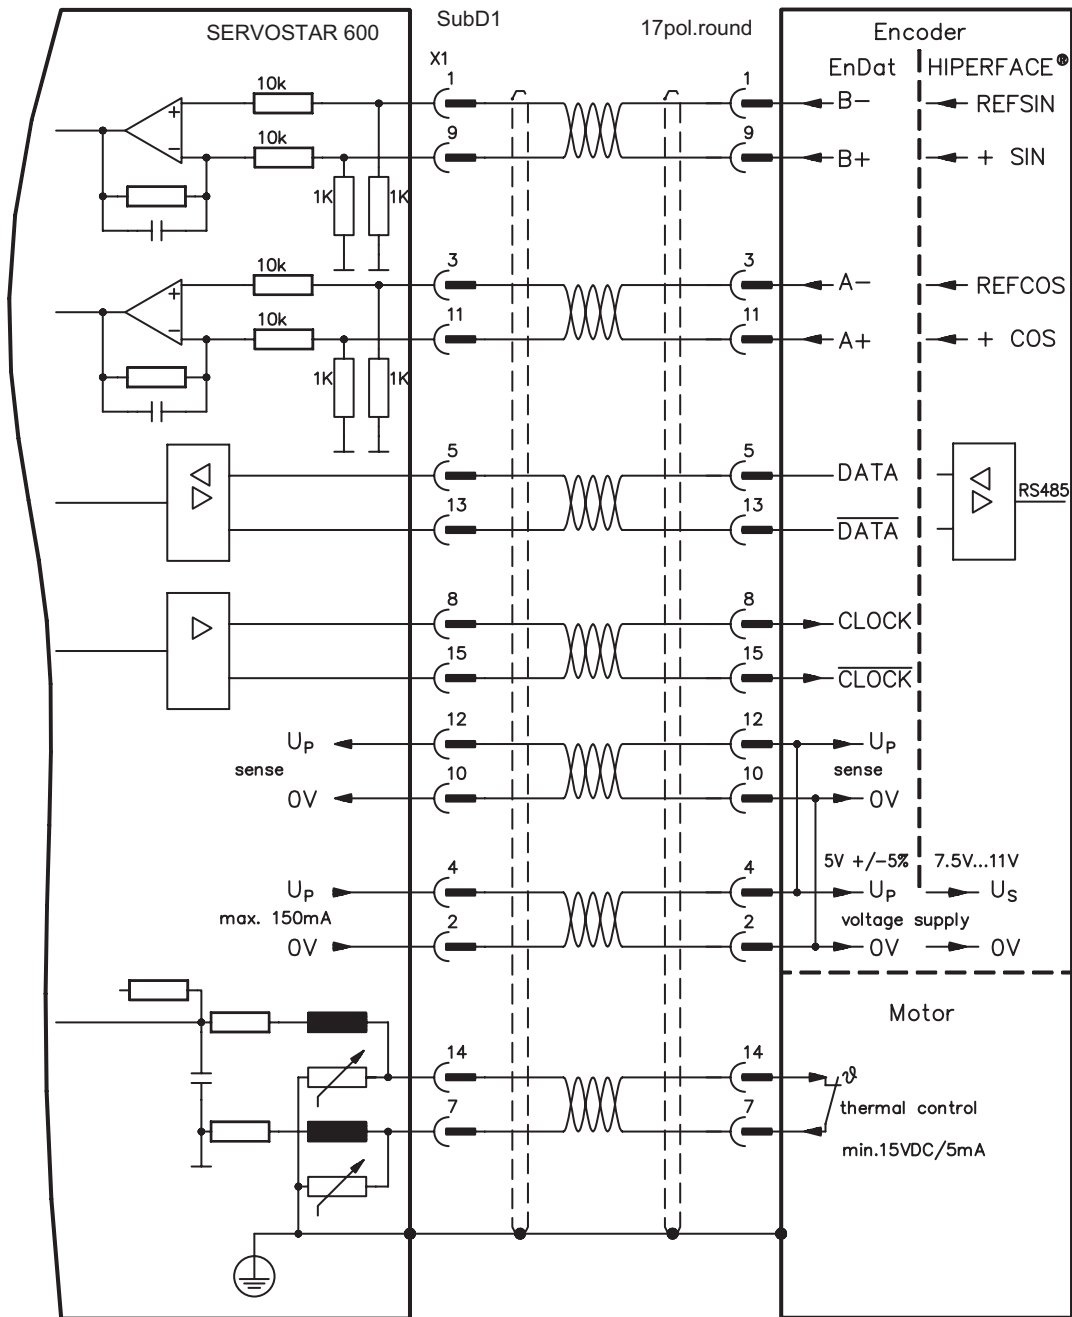 SERVOSTAR 600 SubD1 17pol.round Encoder
X1 EnDat HIPERFACE®
10k 1 1 B− REFSIN
10k 9 9 B+ + SIN
+
−
1K 1K
10k 3 3 A− REFCOS
10k 11 11 A+ + COS
+
−
1K 1K
5 5 DATA
RS485
13 13 DATA
8 8 CLOCK
15 15 CLOCK
UP 12 12 UP
sense sense
0V 10 10 0V
5V +/−5% 7.5V...11V
UP 4 4 UP US
max. 150mA voltage supply
0V 2 2 0V 0V
Motor
14 14 ϑ
thermal control
7 7
min.15VDC/5mA